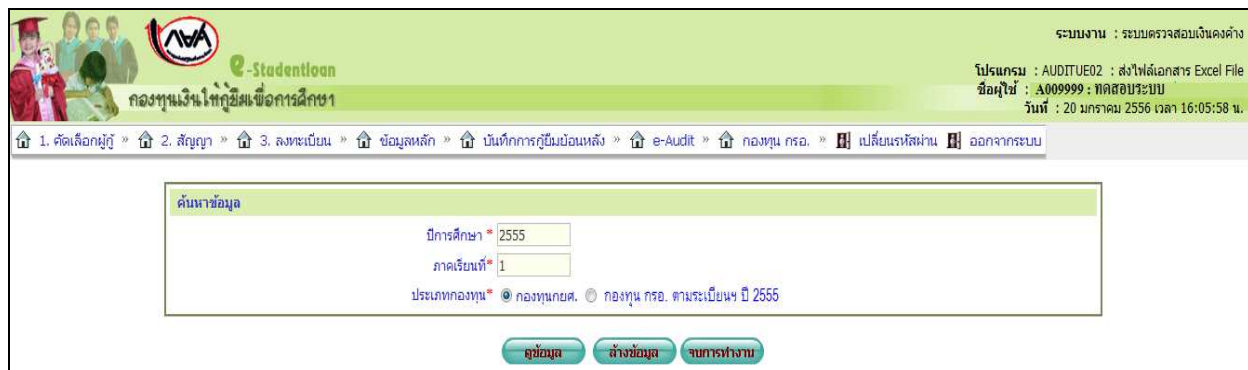 ระบบงาน : ระบบตรวจสอบเงินคงค้าง
กยศ
e-Studentloan
กองทุนเงินให้กู้ยืมเพื่อการศึกษา
โปรแกรม : AUDITUE02 : ส่งไฟล์เอกสาร Excel File
ชื่อผู้ใช้ : A009999 : ทดสอบระบบ
วันที่ : 20 มกราคม 2556 เวลา 16:05:58 น.
1. คัดเลือกผู้กู้ » 2. สัญญา » 3. ลงทะเบียน » ข้อมูลหลัก » บันทึกการกู้ยืมย้อนหลัง » e-Audit » กองทุน กรอ. » เปลี่ยนรหัสผ่าน ออกจากระบบ
ค้นหาข้อมูล
ปีการศึกษา * 2555
ภาคเรียนที่* 1
ประเภทกองทุน* กองทุนกยศ. กองทุน กรอ. ตามระเบียนฯ ปี 2555
ดูข้อมูล ล้างข้อมูล จบการทำงาน